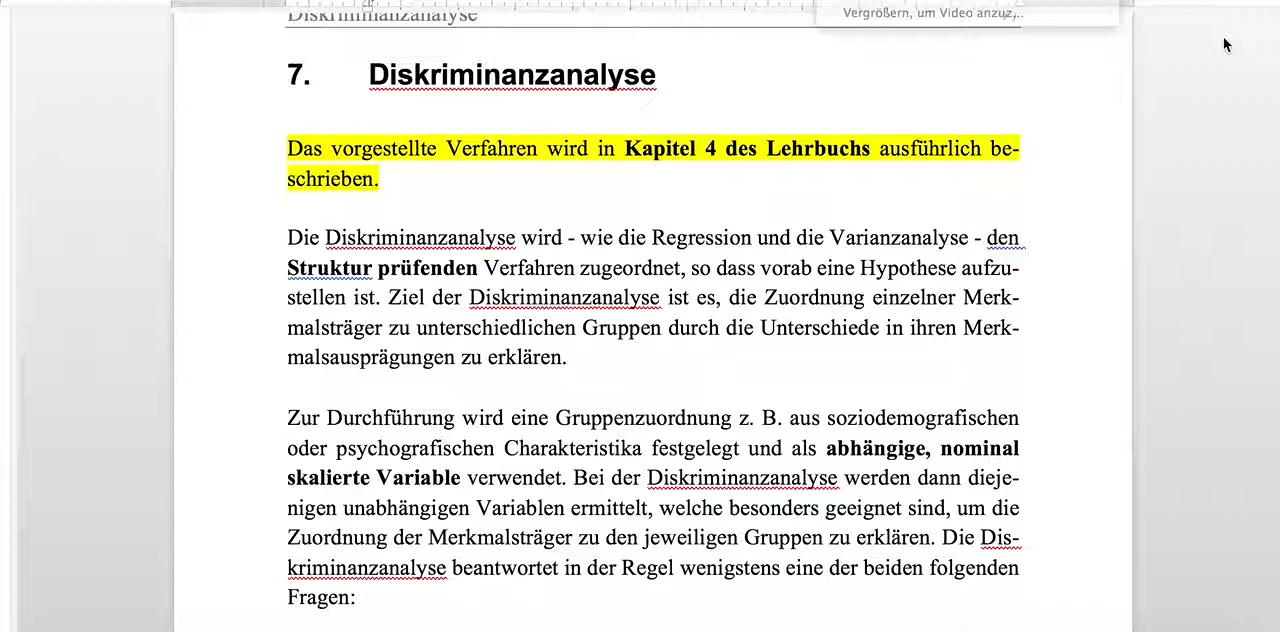 Diskriminanzanalyse
Vergrößern, um Video anzuz...
7. Diskriminanzanalyse
Das vorgestellte Verfahren wird in Kapitel 4 des Lehrbuchs ausführlich be-
schrieben.
Die Diskriminanzanalyse wird - wie die Regression und die Varianzanalyse - den
Struktur prüfenden Verfahren zugeordnet, so dass vorab eine Hypothese aufzu-
stellen ist. Ziel der Diskriminanzanalyse ist es, die Zuordnung einzelner Merk-
malsträger zu unterschiedlichen Gruppen durch die Unterschiede in ihren Merk-
malsausprägungen zu erklären.
Zur Durchführung wird eine Gruppenzuordnung z. B. aus soziodemografischen
oder psychografischen Charakteristika festgelegt und als abhängige, nominal
skalierte Variable verwendet. Bei der Diskriminanzanalyse werden dann dieje-
nigen unabhängigen Variablen ermittelt, welche besonders geeignet sind, um die
Zuordnung der Merkmalsträger zu den jeweiligen Gruppen zu erklären. Die Dis-
kriminanzanalyse beantwortet in der Regel wenigstens eine der beiden folgenden
Fragen: